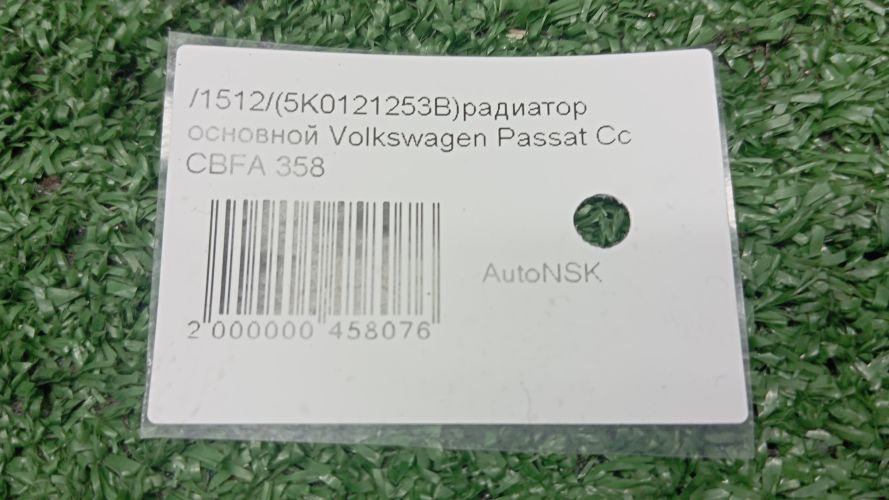 /1512/(5K0121253B)радиатор
основной Volkswagen Passat Cc
CBFA 358
AutoNSK
2 000000 458076